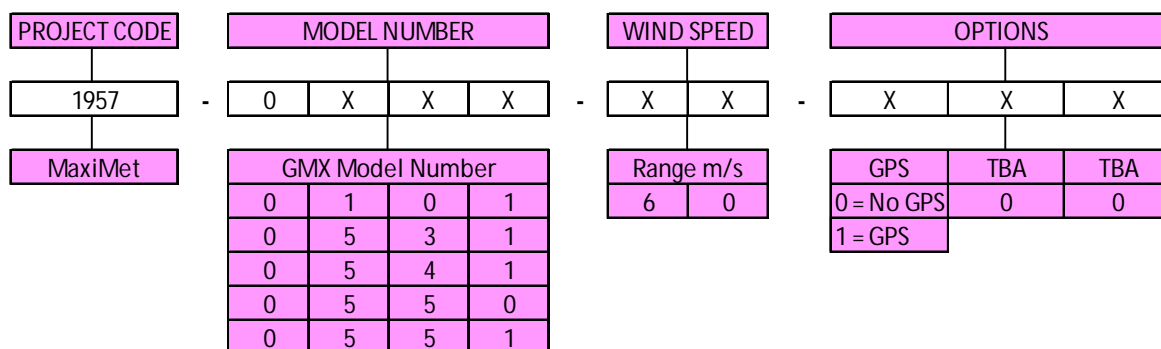 PROJECT CODE MODEL NUMBER WIND SPEED OPTIONS
1957 - 0 X X X - X X - X X X
MaxiMet GMX Model Number Range m/s GPS TBA TBA
0 1 0 1 6 0 0 = No GPS 0 0
0 5 3 1 1 = GPS
0 5 4 1
0 5 5 0
0 5 5 1